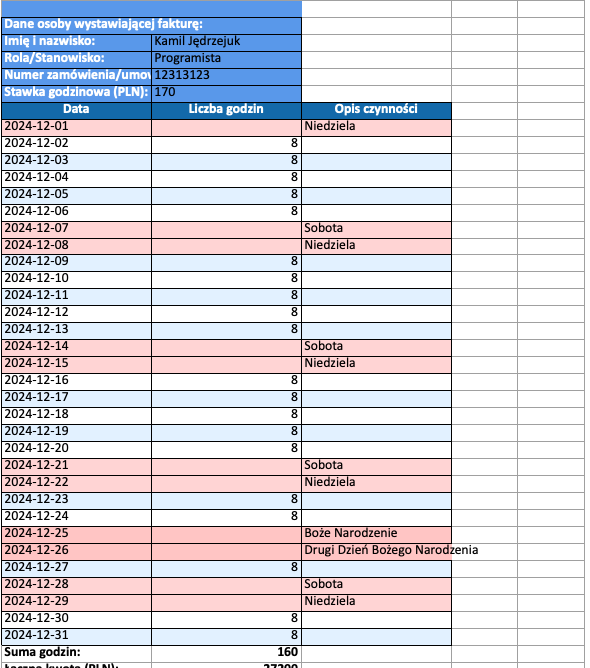 Dane osoby wystawiającej fakturę:
Imię i nazwisko: Kamil Jędrzejuk
Rola/Stanowisko: Programista
Numer zamówienia/umow 12313123
Stawka godzinowa (PLN): 170
Data Liczba godzin Opis czynności
2024-12-01 Niedziela
2024-12-02 8
2024-12-03 8
2024-12-04 8
2024-12-05 8
2024-12-06 8
2024-12-07 Sobota
2024-12-08 Niedziela
2024-12-09 8
2024-12-10 8
2024-12-11 8
2024-12-12 8
2024-12-13 8
2024-12-14 Sobota
2024-12-15 Niedziela
2024-12-16 8
2024-12-17 8
2024-12-18 8
2024-12-19 8
2024-12-20 8
2024-12-21 Sobota
2024-12-22 Niedziela
2024-12-23 8
2024-12-24 8
2024-12-25 Boże Narodzenie
2024-12-26 Drugi Dzień Bożego Narodzenia
2024-12-27 8
2024-12-28 Sobota
2024-12-29 Niedziela
2024-12-30 8
2024-12-31 8
Suma godzin: 160
Łączna kwota (PLN): 27200